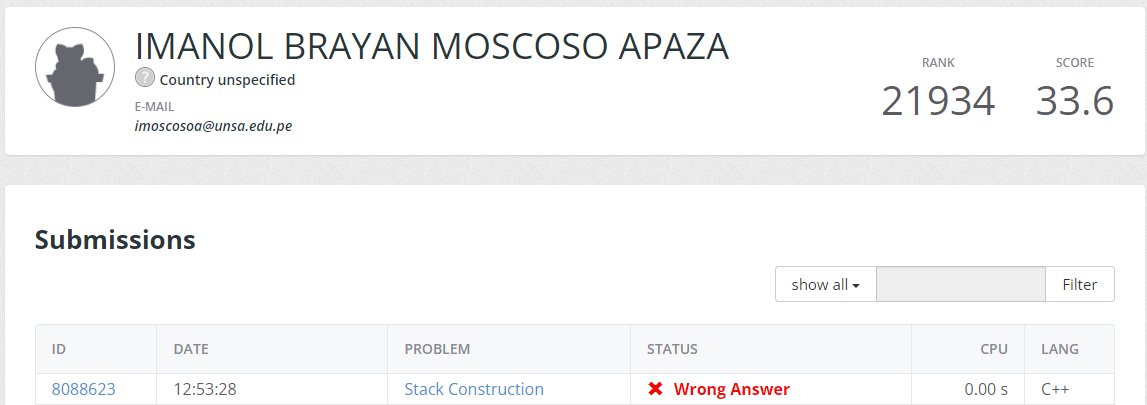 IMANOL BRAYAN MOSCOSO APAZA
? Country unspecified
E-MAIL
imoscosoa@unsa.edu.pe
RANK SCORE
21934 33.6
Submissions
show all Filter
ID DATE PROBLEM STATUS CPU LANG
8088623 12:53:28 Stack Construction Wrong Answer 0.00 s C++